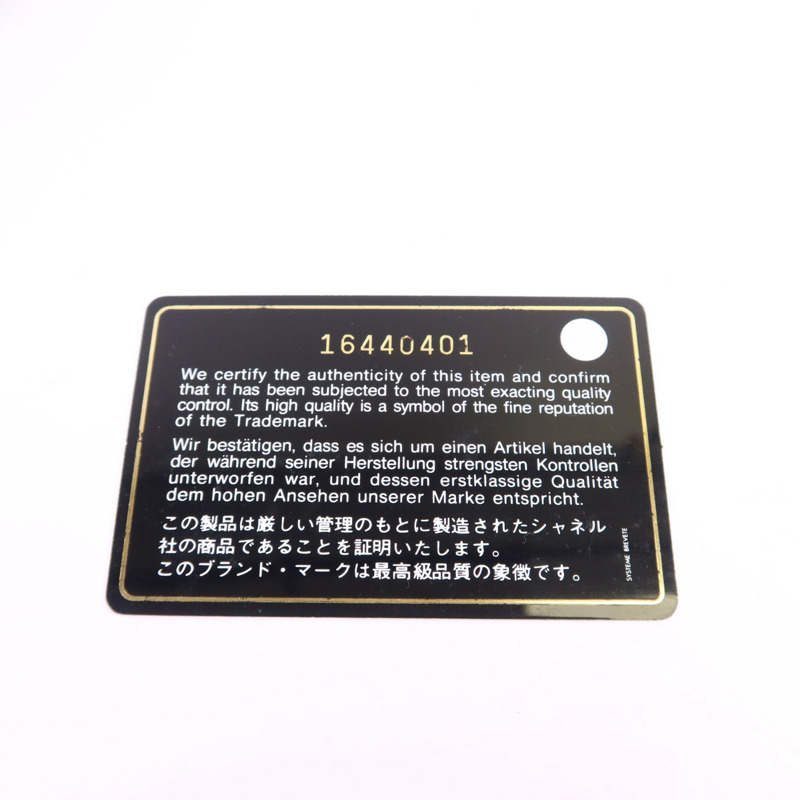 16440401
We certify the authenticity of this item and confirm
that it has been subjected to the most exacting quality
control. Its high quality is a symbol of the fine reputation
of the Trademark.
Wir bestätigen, dass es sich um einen Artikel handelt,
der während seiner Herstellung strengsten Kontrollen
unterworfen war, und dessen erstklassige Qualität
dem hohen Ansehen unserer Marke entspricht.
この製品は厳しい管理のもとに製造されたシャネル
社の商品であることを証明いたします。
このブランド・マークは最高級品質の象徴です。
SYSTEME BREVETE